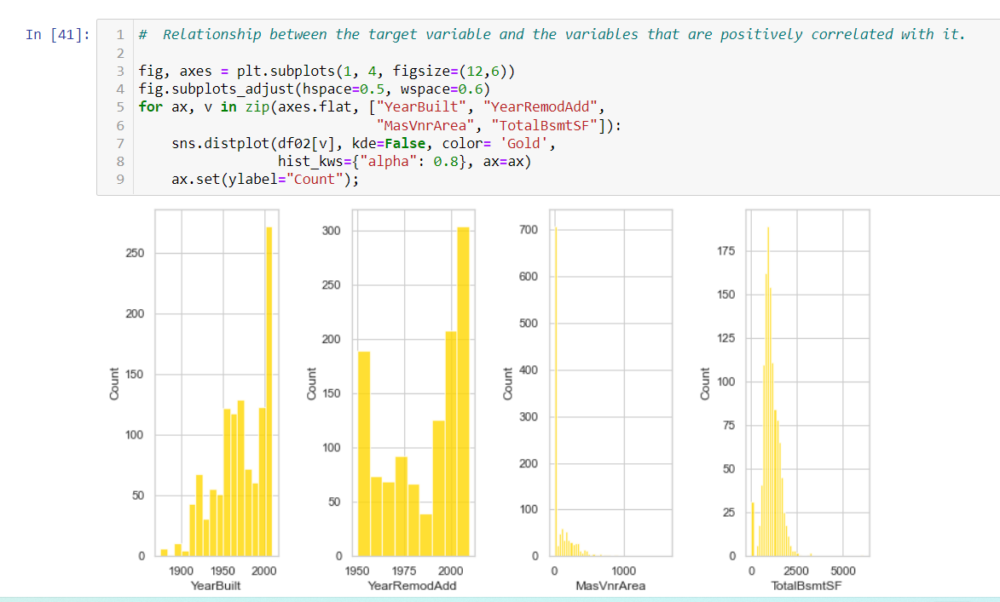 In [41]:
1 #  Relationship between the target variable and the variables that are positively correlated with it.
2
3 fig, axes = plt.subplots(1, 4, figsize=(12,6))
4 fig.subplots_adjust(hspace=0.5, wspace=0.6)
5 for ax, v in zip(axes.flat, ["YearBuilt", "YearRemodAdd",
6                              "MasVnrArea", "TotalBsmtSF"]):
7     sns.distplot(df02[v], kde=False, color= 'Gold',
8                  hist_kws={"alpha": 0.8}, ax=ax)
9     ax.set(ylabel="Count");
250
200
150
100
50
0
Count
1900 1950 2000
YearBuilt
300
250
200
150
100
50
0
Count
1950 1975 2000
YearRemodAdd
700
600
500
400
300
200
100
0
Count
0 1000
MasVnrArea
175
150
125
100
75
50
25
0
Count
0 2500 5000
TotalBsmtSF